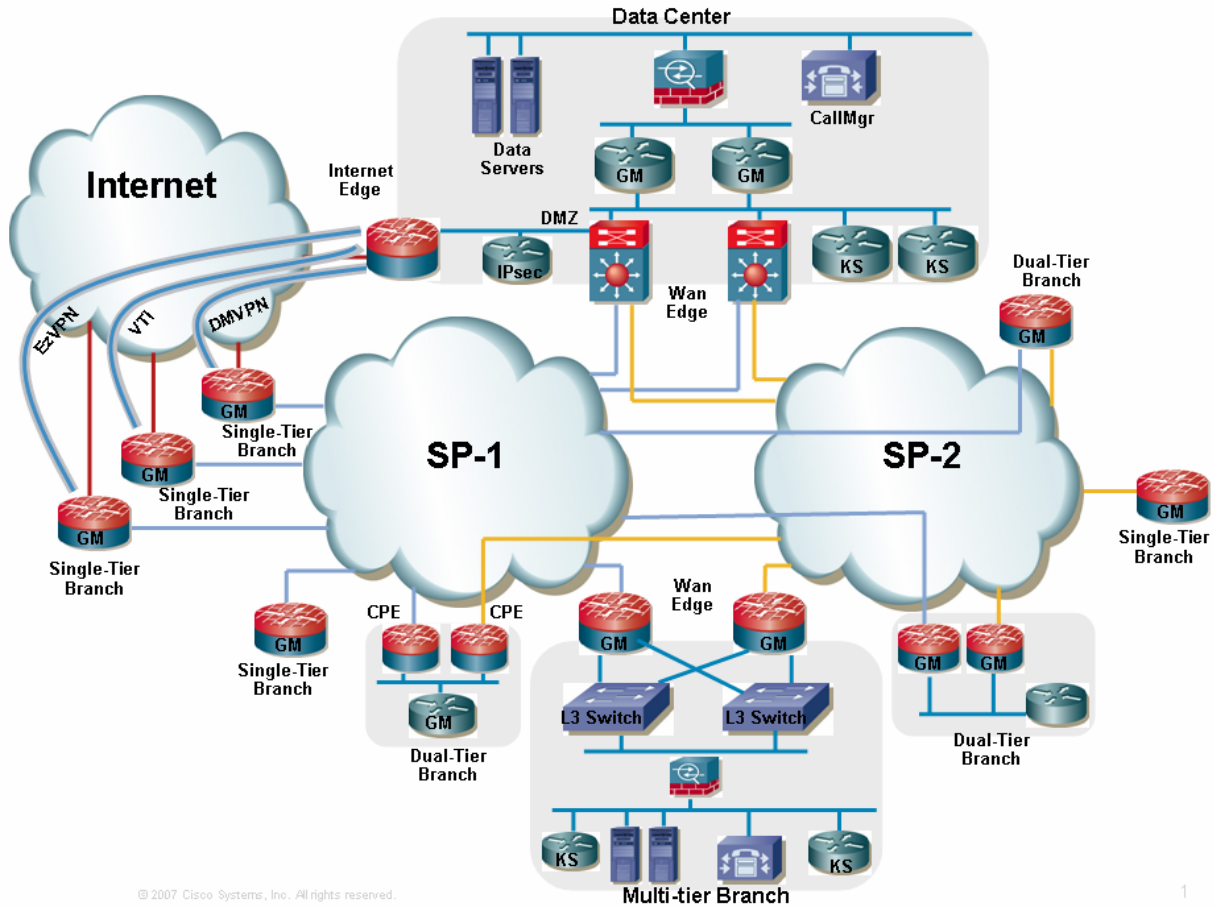 Data Center
Data
Servers
CallMgr
GM
GM
Internet
Internet
Edge
DMZ
IPsec
KS
KS
Wan
Edge
Dual-Tier
Branch
GM
EzVPN
VTI
DMVPN
GM
Single-Tier
Branch
GM
Single-Tier
Branch
GM
Single-Tier
Branch
SP-1
SP-2
GM
Single-Tier
Branch
GM
Single-Tier
Branch
CPE
CPE
GM
Dual-Tier
Branch
Wan
Edge
GM
GM
L3 Switch
L3 Switch
KS
KS
Multi-tier Branch
GM
GM
Dual-Tier
Branch
© 2007 Cisco Systems, Inc. All rights reserved.
1